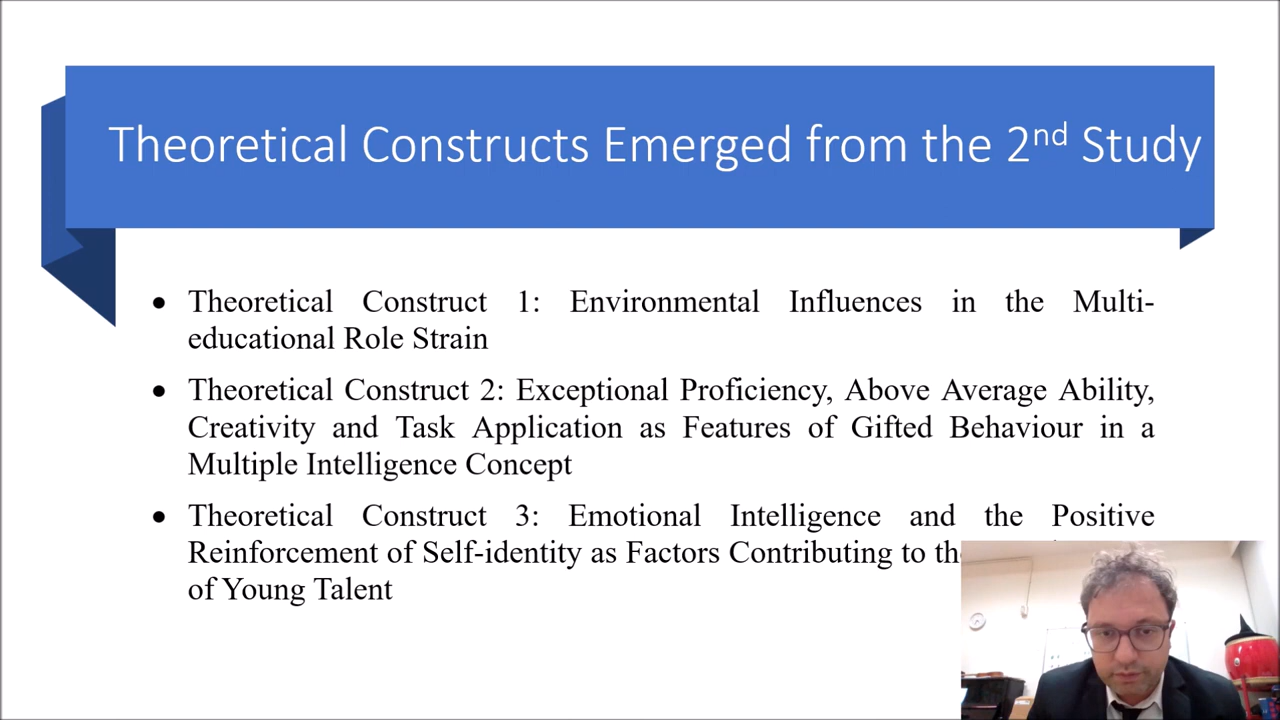 Theoretical Constructs Emerged from the 2nd Study
• Theoretical Construct 1: Environmental Influences in the Multi-
educational Role Strain
• Theoretical Construct 2: Exceptional Proficiency, Above Average Ability,
Creativity and Task Application as Features of Gifted Behaviour in a
Multiple Intelligence Concept
• Theoretical Construct 3: Emotional Intelligence and the Positive
Reinforcement of Self-identity as Factors Contributing to
of Young Talent